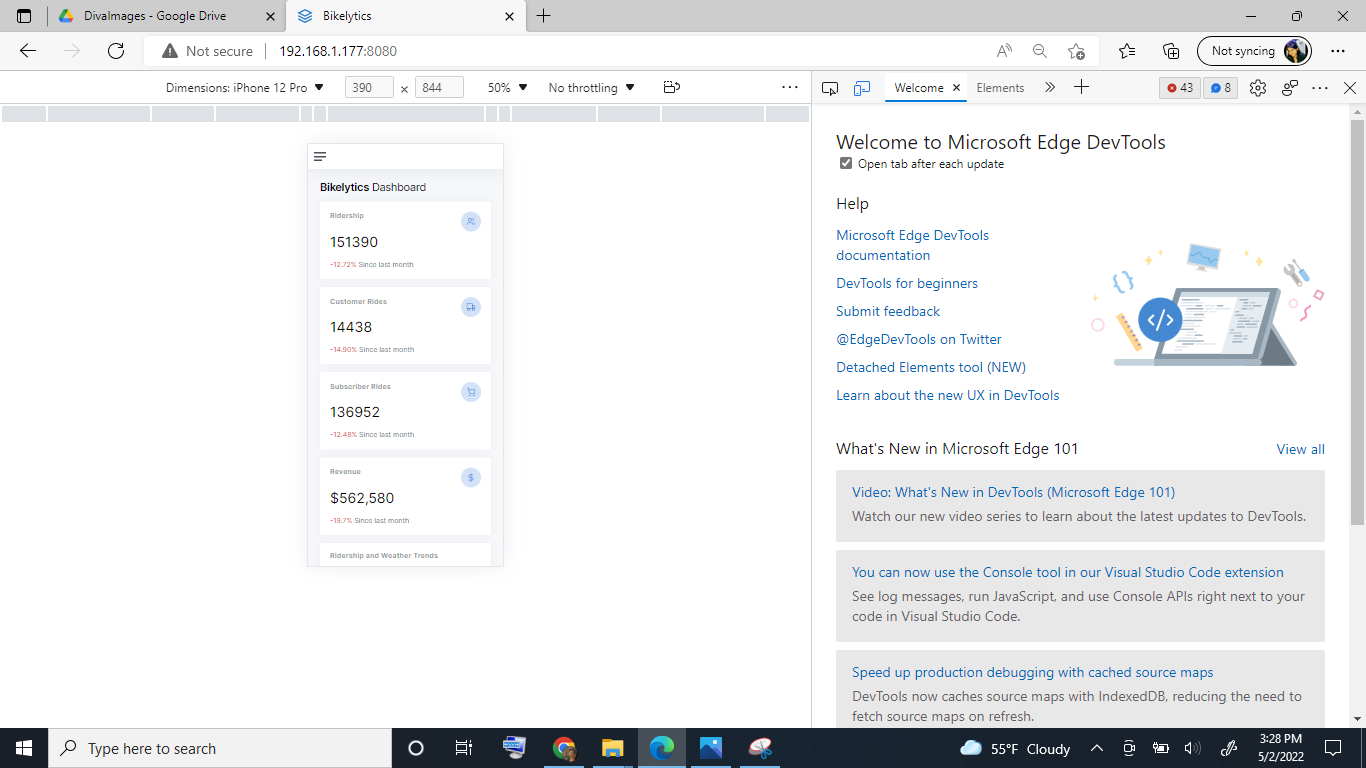 DivaImages - Google Drive
Bikelytics
Not secure
192.168.1.177:8080
Not syncing
Dimensions: iPhone 12 Pro
390 × 844
50%
No throttling
Welcome
Elements
43
8
Bikelytics Dashboard
Ridership
151390
-12.72% Since last month
Customer Rides
14438
-14.90% Since last month
Subscriber Rides
136952
-12.48% Since last month
Revenue
$562,580
-19.7% Since last month
Ridership and Weather Trends
Welcome to Microsoft Edge DevTools
Open tab after each update
Help
Microsoft Edge DevTools
documentation
DevTools for beginners
Submit feedback
@EdgeDevTools on Twitter
Detached Elements tool (NEW)
Learn about the new UX in DevTools
What's New in Microsoft Edge 101
View all
Video: What's New in DevTools (Microsoft Edge 101)
Watch our new video series to learn about the latest updates to DevTools.
You can now use the Console tool in our Visual Studio Code extension
See log messages, run JavaScript, and use Console APIs right next to your
code in Visual Studio Code.
Speed up production debugging with cached source maps
DevTools now caches source maps with IndexedDB, reducing the need to
fetch source maps on refresh.
Type here to search
55°F Cloudy
3:28 PM
5/2/2022